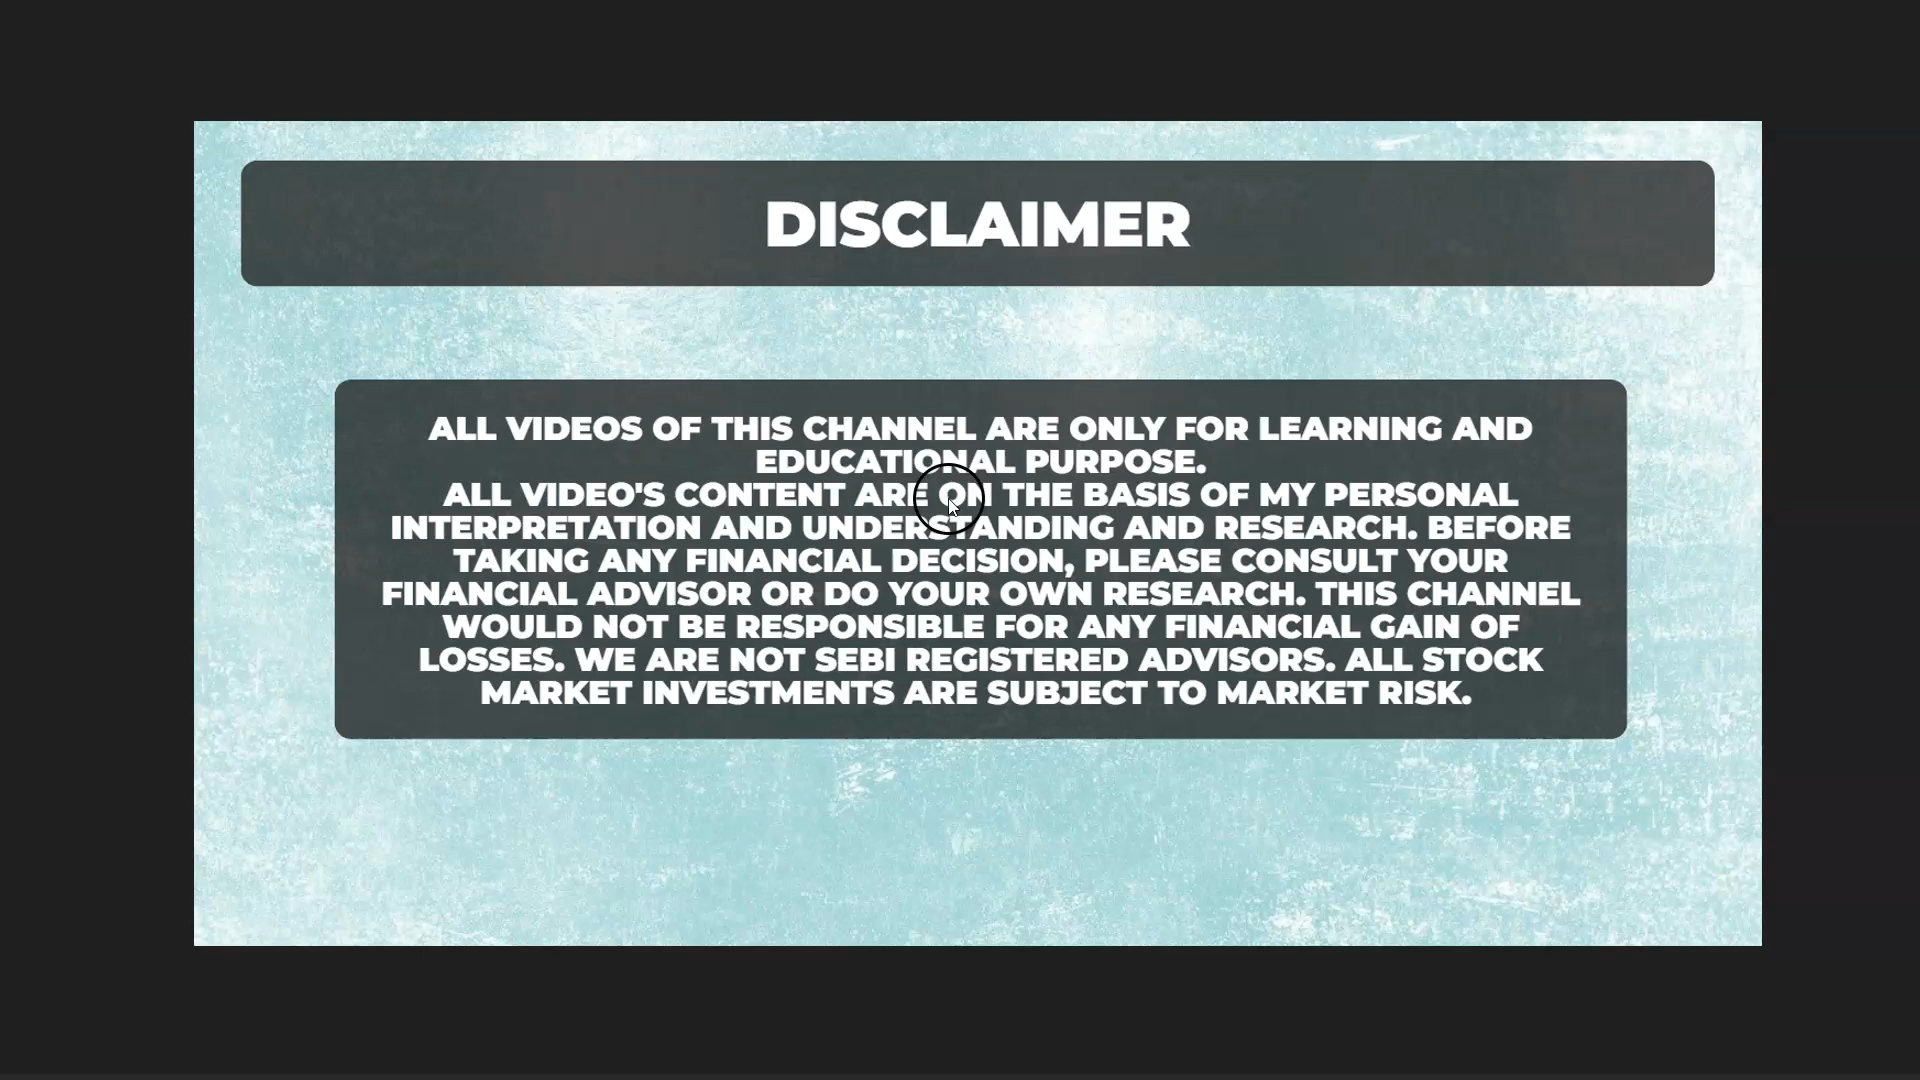 DISCLAIMER
ALL VIDEOS OF THIS CHANNEL ARE ONLY FOR LEARNING AND
EDUCATIONAL PURPOSE.
ALL VIDEO'S CONTENT ARE ON THE BASIS OF MY PERSONAL
INTERPRETATION AND UNDERSTANDING AND RESEARCH. BEFORE
TAKING ANY FINANCIAL DECISION, PLEASE CONSULT YOUR
FINANCIAL ADVISOR OR DO YOUR OWN RESEARCH. THIS CHANNEL
WOULD NOT BE RESPONSIBLE FOR ANY FINANCIAL GAIN OF
LOSSES. WE ARE NOT SEBI REGISTERED ADVISORS. ALL STOCK
MARKET INVESTMENTS ARE SUBJECT TO MARKET RISK.